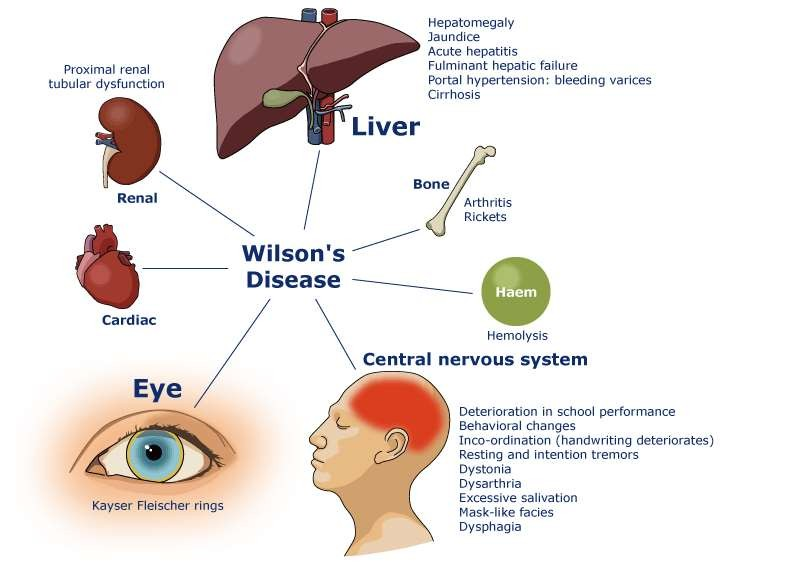 Hepatomegaly
Jaundice
Acute hepatitis
Fulminant hepatic failure
Portal hypertension: bleeding varices
Cirrhosis
Liver
Proximal renal
tubular dysfunction
Renal
Bone
Arthritis
Rickets
Wilson's
Disease
Cardiac
Haem
Hemolysis
Central nervous system
Deterioration in school performance
Behavioral changes
Inco-ordination (handwriting deteriorates)
Resting and intention tremors
Dystonia
Dysarthria
Excessive salivation
Mask-like facies
Dysphagia
Eye
Kayser Fleischer rings